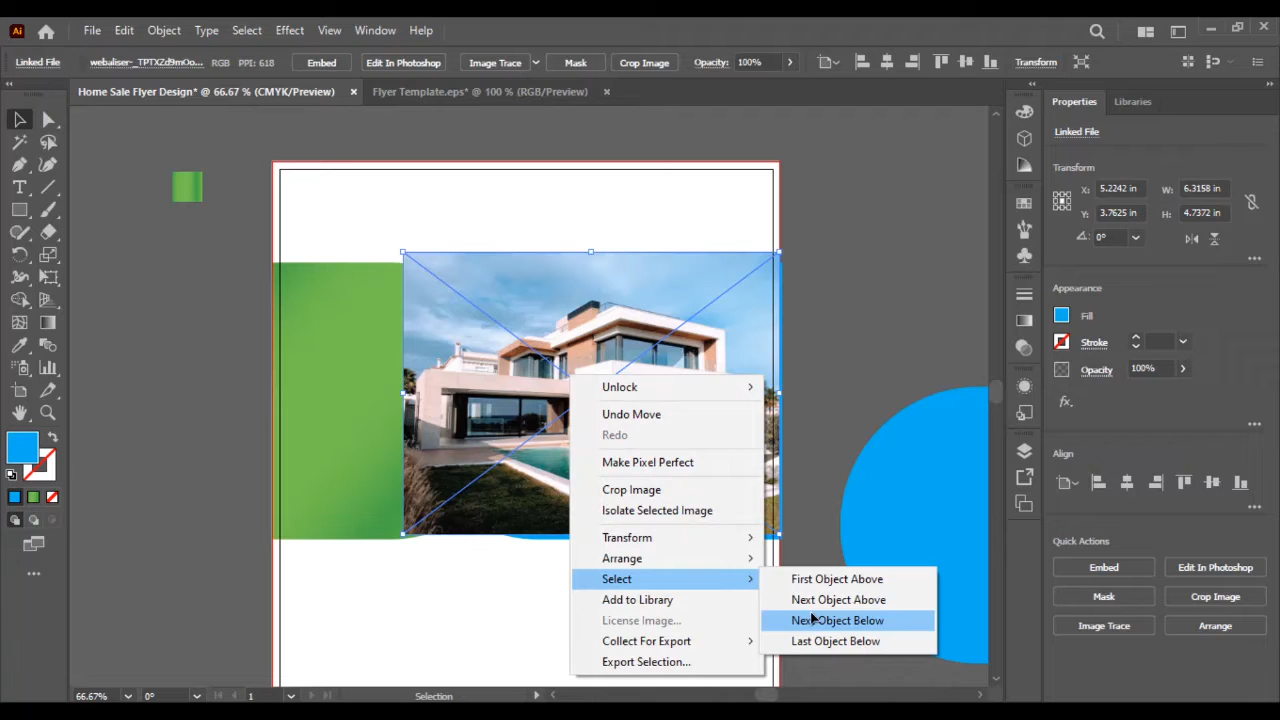 Ai File Edit Object Type Select Effect View Window Help
Linked File webaliser-_TPTXZd9mOo... RGB PPI: 618 Embed Edit In Photoshop Image Trace Mask Crop Image Opacity: 100% Transform
Home Sale Flyer Design* @ 66.67 % (CMYK/Preview) × Flyer Template.eps* @ 100 % (RGB/Preview) ×
Properties Libraries
Linked File
Transform
X: 5.2242 in W: 6.3158 in
Y: 3.7625 in H: 4.7372 in
0°
Appearance
Fill
Stroke
Opacity 100%
fx.
Align
Quick Actions
Embed Edit In Photoshop
Mask Crop Image
Image Trace Arrange
Unlock
Undo Move
Redo
Make Pixel Perfect
Crop Image
Isolate Selected Image
Transform
Arrange
Select
Add to Library
License Image...
Collect For Export
Export Selection...
First Object Above
Next Object Above
Next Object Below
Last Object Below
66.67% 0° 1 Selection